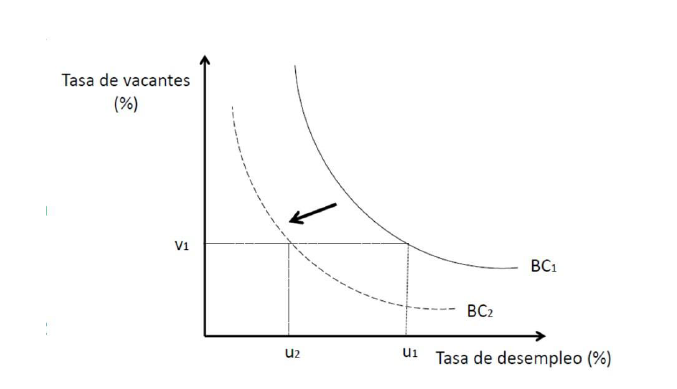 Tasa de vacantes
(%)
V₁
BC₁
BC₂
u₂
u₁
Tasa de desempleo (%)